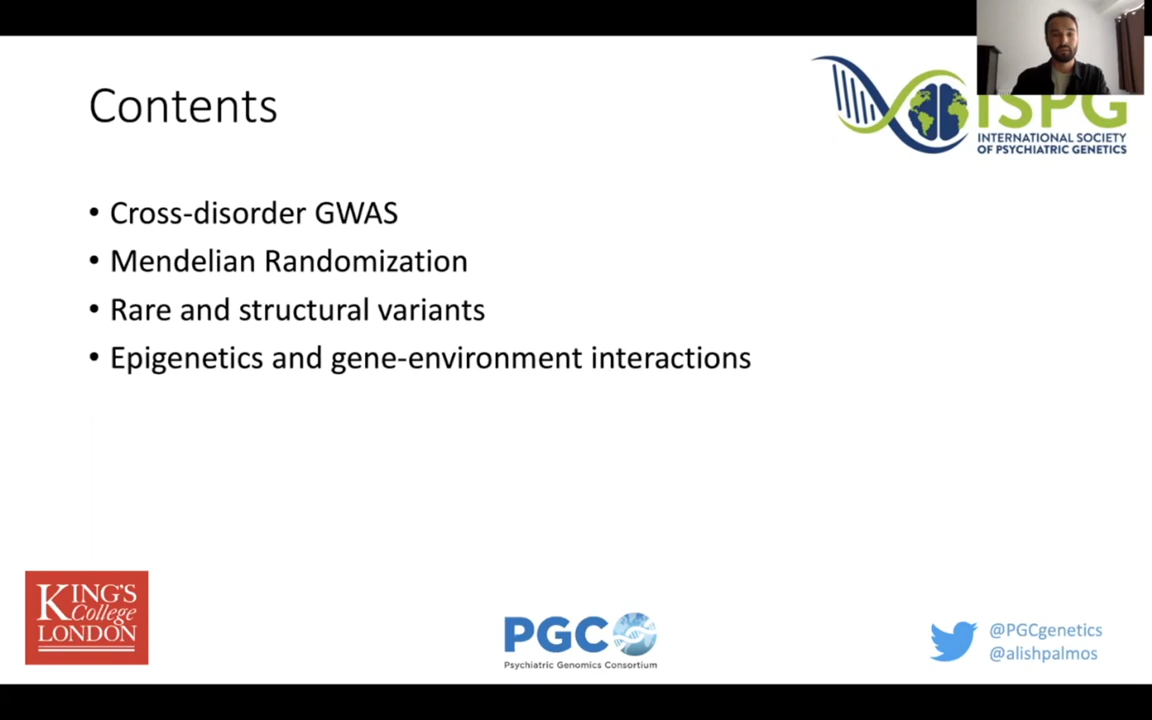 Contents
ISPG
INTERNATIONAL SOCIETY
OF PSYCHIATRIC GENETICS
• Cross-disorder GWAS
• Mendelian Randomization
• Rare and structural variants
• Epigenetics and gene-environment interactions
KING'S
College
LONDON
PGC
Psychiatric Genomics Consortium
@PGCgenetics
@alishpalmos